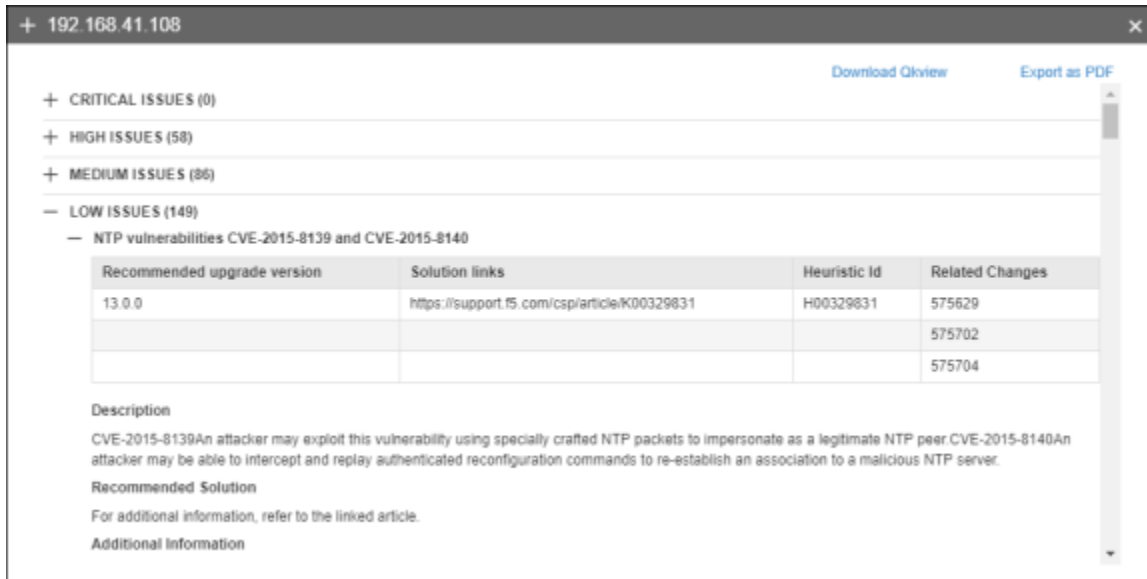 + 192.168.41.108 ×
Download Qkview Export as PDF
+ CRITICAL ISSUES (0)
+ HIGH ISSUES (58)
+ MEDIUM ISSUES (86)
— LOW ISSUES (149)
— NTP vulnerabilities CVE-2015-8139 and CVE-2015-8140
Recommended upgrade version Solution links Heuristic Id Related Changes
13.0.0 https://support.f5.com/csp/article/K00329831 H00329831 575629
575702
575704
Description
CVE-2015-8139An attacker may exploit this vulnerability using specially crafted NTP packets to impersonate as a legitimate NTP peer.CVE-2015-8140An
attacker may be able to intercept and replay authenticated reconfiguration commands to re-establish an association to a malicious NTP server.
Recommended Solution
For additional information, refer to the linked article.
Additional Information